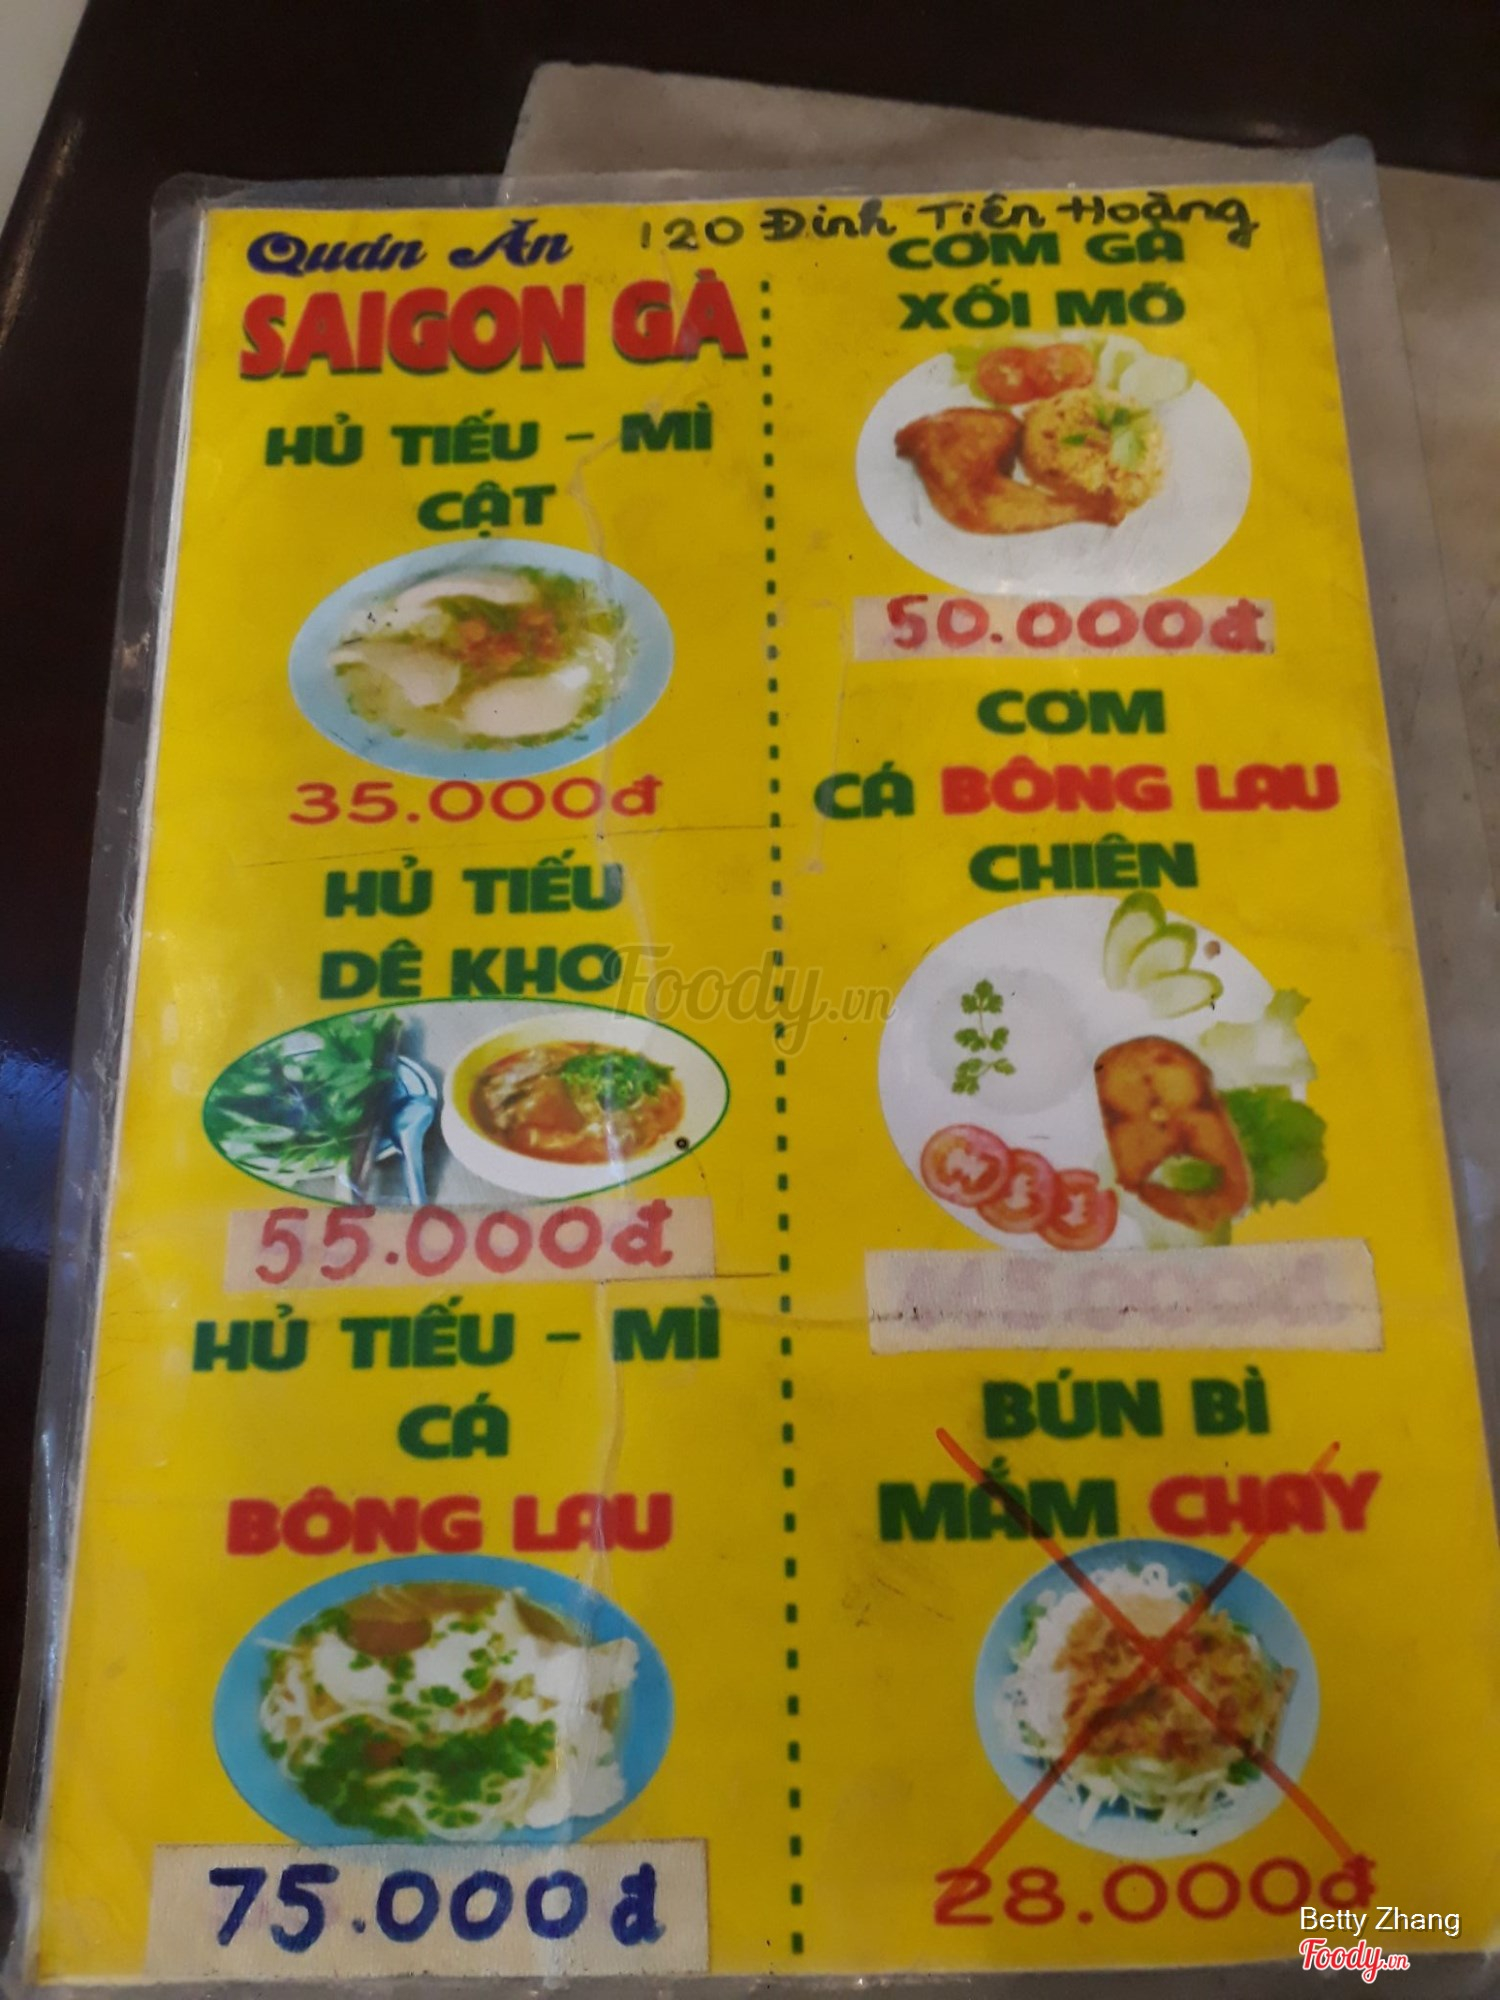 Quán Ăn
SAIGON GÀ
120 Đinh Tiên Hoàng
HỦ TIẾU - MÌ
CẬT
35.000đ
HỦ TIẾU
DÊ KHO
55.000đ
HỦ TIẾU - MÌ
CÁ
BÔNG LAU
75.000đ
CƠM GÀ
XỐI MỠ
50.000đ
CƠM
CÁ BÔNG LAU
CHIÊN
BÚN BÌ
MẮM CHAY
28.000đ
Foody.vn
Betty Zhang
Foody.vn